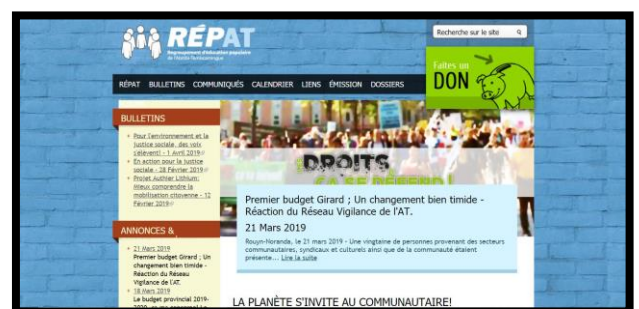 RÉPAT
Regroupement d'éducation populaire
de l'Abitibi-Témiscamingue
Recherche sur le site
Faites un
DON
RÉPAT BULLETINS COMMUNIQUÉS CALENDRIER LIENS ÉMISSION DOSSIERS
BULLETINS
Pour l'environnement et la
justice sociale, des voix
s'élèvent! - 1 Avril 2019
En action pour la justice
sociale - 28 Février 2019
Projet Authier Lithium:
Mieux comprendre la
mobilisation citoyenne - 12
Février 2019
DROITS
ÇA SE DÉFEND!
Premier budget Girard ; Un changement bien timide -
Réaction du Réseau Vigilance de l'AT.
21 Mars 2019
Rouyn-Noranda, le 21 mars 2019 - Une vingtaine de personnes provenant des secteurs
communautaires, syndicaux et culturels ainsi que de la communauté étaient
présente... Lire la suite
ANNONCES &
21 Mars 2019
Premier budget Girard ; Un
changement bien timide -
Réaction du Réseau
Vigilance de l'AT.
18 Mars 2019
Le budget provincial 2019-
LA PLANÈTE S'INVITE AU COMMUNAUTAIRE!